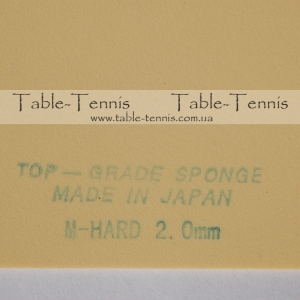 Table-Tennis Table-Tennis
www.table-tennis.com.ua
TOP — GRADE SPONGE
MADE IN JAPAN
M-HARD 2.0mm